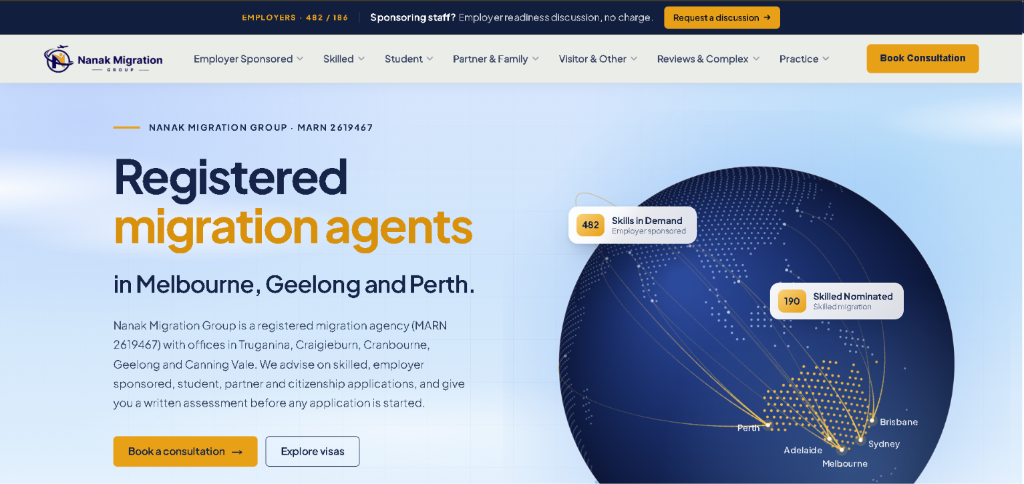 EMPLOYERS · 482 / 186
Sponsoring staff? Employer readiness discussion, no charge.
Request a discussion →
Nanak Migration
GROUP
Employer Sponsored
Skilled
Student
Partner & Family
Visitor & Other
Reviews & Complex
Practice
Book Consultation
NANAK MIGRATION GROUP · MARN 2619467
Registered
migration agents
in Melbourne, Geelong and Perth.
Nanak Migration Group is a registered migration agency (MARN
2619467) with offices in Truganina, Craigieburn, Cranbourne,
Geelong and Canning Vale. We advise on skilled, employer
sponsored, student, partner and citizenship applications, and give
you a written assessment before any application is started.
Book a consultation →
Explore visas
482
Skills in Demand
Employer sponsored
190
Skilled Nominated
Skilled migration
Perth
Brisbane
Sydney
Adelaide
Melbourne